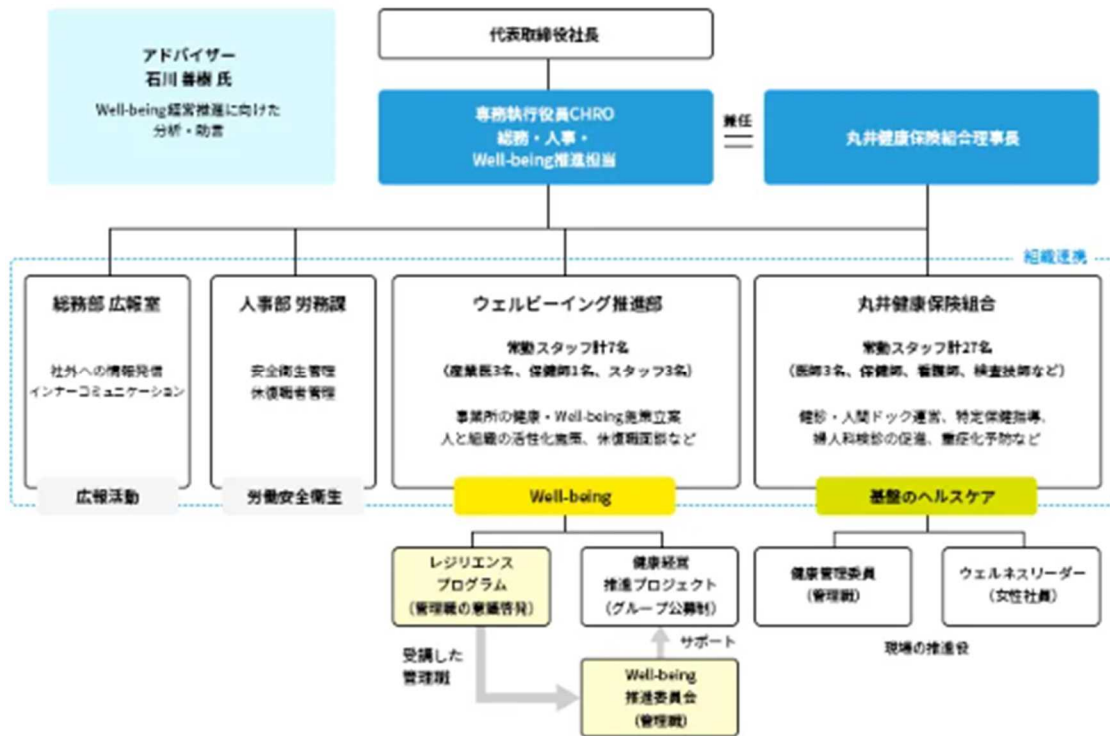 アドバイザー
石川 善樹 氏
Well-being経営推進に向けた
分析・助言
代表取締役社長
専務執行役員CHRO
総務・人事・
Well-being推進担当
兼任
丸井健康保険組合理事長
組織連携
総務部 広報室
社外への情報発信
インナーコミュニケーション
広報活動
人事部 労務課
安全衛生管理
休復職者管理
労働安全衛生
ウェルビーイング推進部
常勤スタッフ計7名
(産業医3名、保健師1名、スタッフ3名)
事業所の健康・Well-being施策立案
人と組織の活性化施策、休復職面談など
Well-being
丸井健康保険組合
常勤スタッフ計27名
(医師3名、保健師、看護師、検査技師など)
健診・人間ドック運営、特定保健指導、
婦人科検診の促進、重症化予防など
基盤のヘルスケア
レジリエンス
プログラム
(管理職の意識啓発)
健康経営
推進プロジェクト
(グループ公募制)
健康管理委員
(管理職)
ウェルネスリーダー
(女性社員)
現場の推進役
受講した
管理職
サポート
Well-being
推進委員会
(管理職)